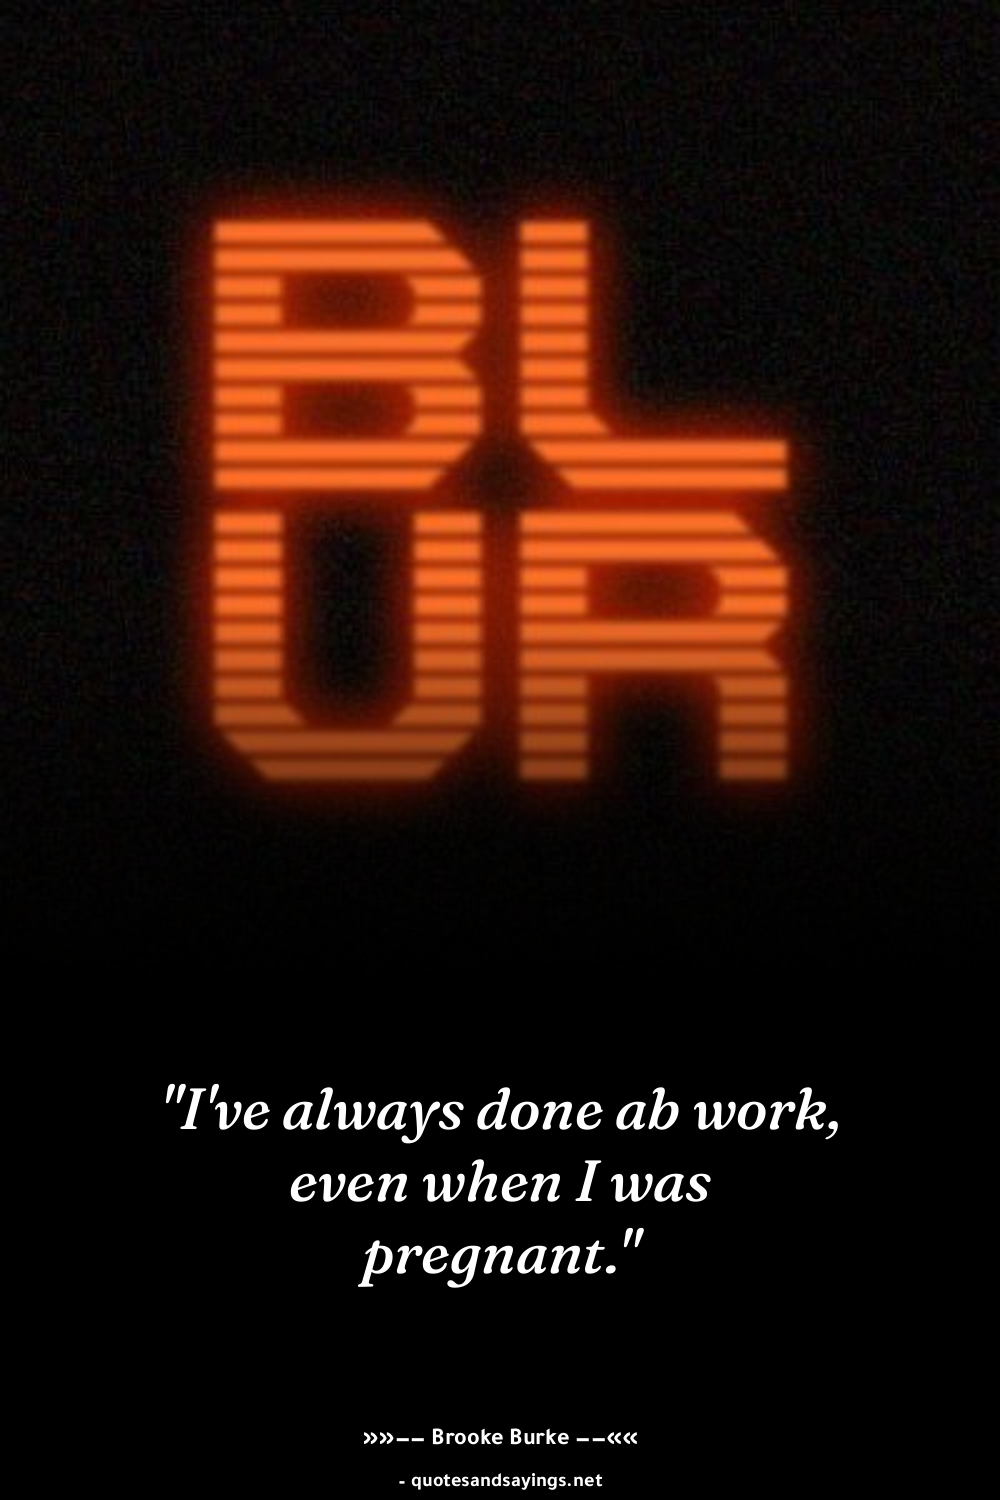 BL
UR
"I've always done ab work,
even when I was
pregnant."
»»−− Brooke Burke −−««
- quotesandsayings.net